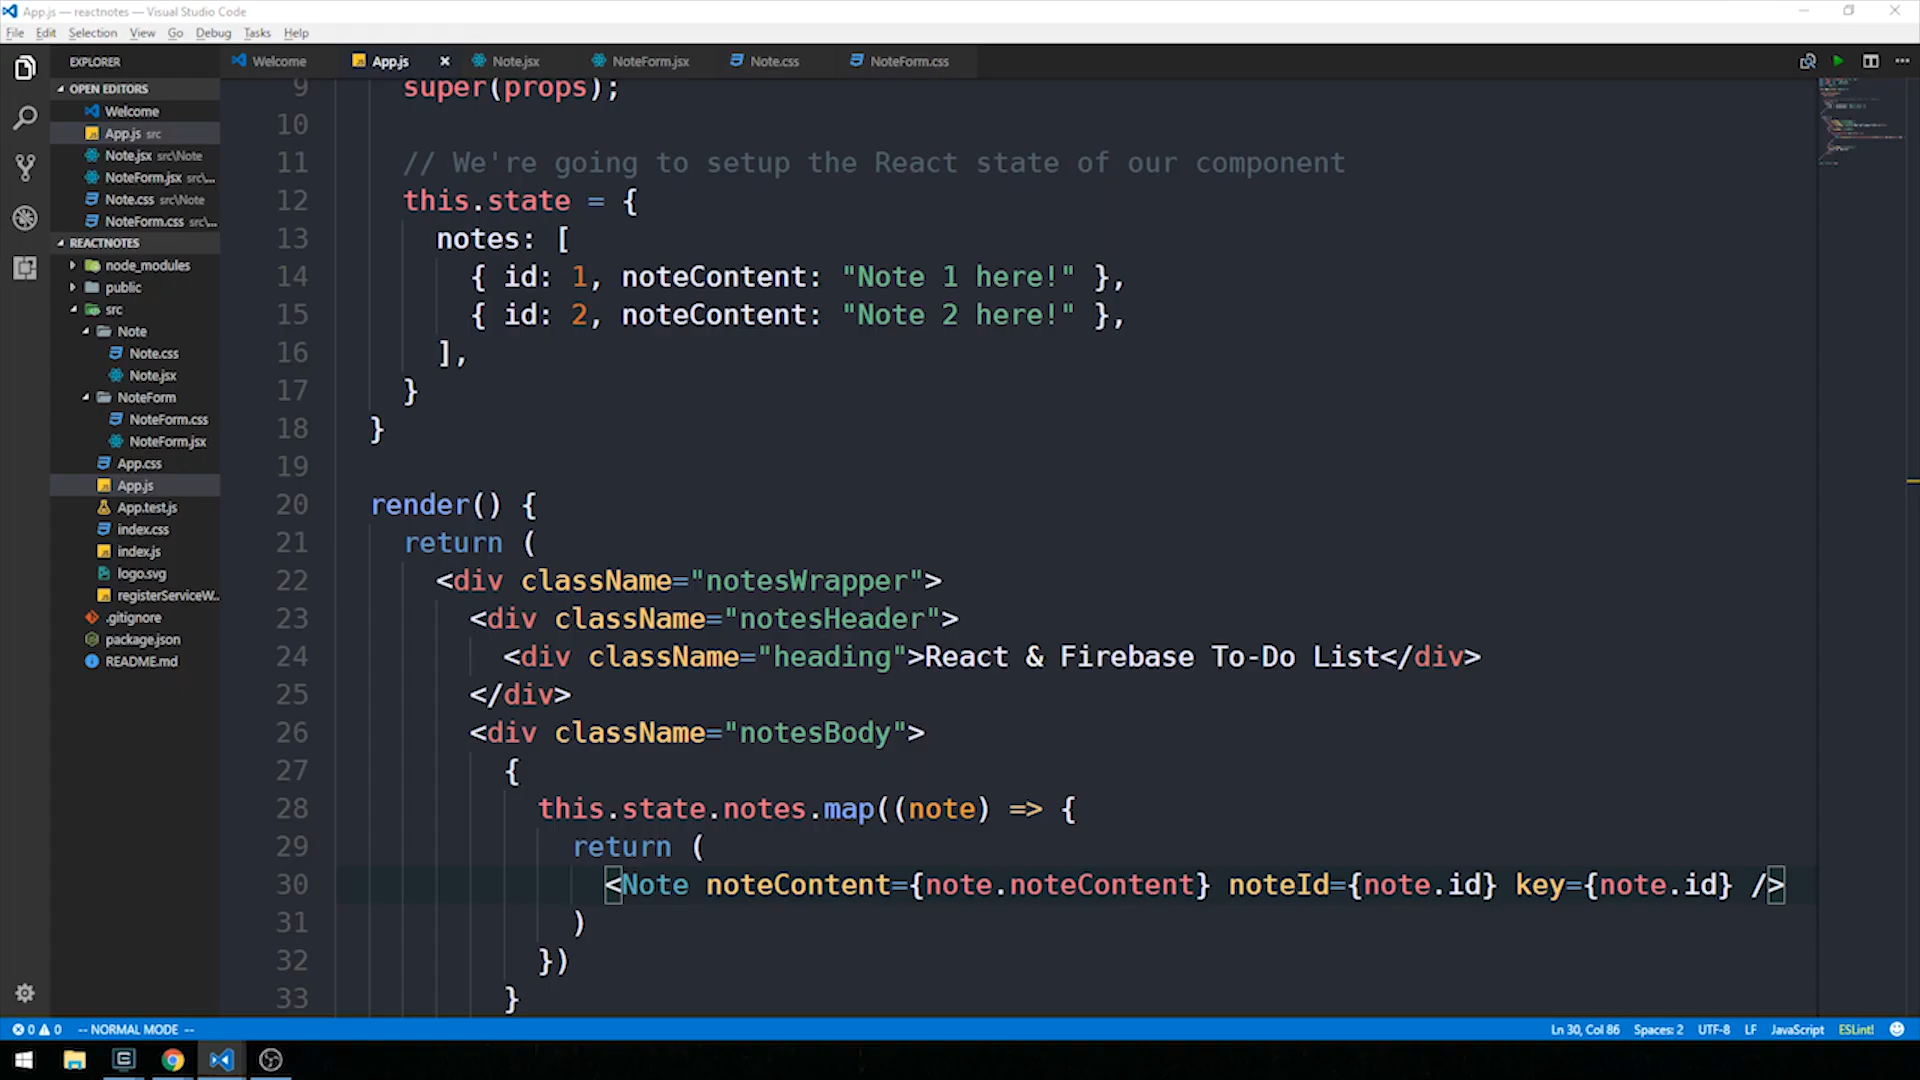 App.js — reactnotes — Visual Studio Code
File Edit Selection View Go Debug Tasks Help
EXPLORER
OPEN EDITORS
Welcome
App.js src
Note.jsx src\Note
NoteForm.jsx src\...
Note.css src\Note
NoteForm.css src\...
REACTNOTES
node_modules
public
src
Note
Note.css
Note.jsx
NoteForm
NoteForm.css
NoteForm.jsx
App.css
App.js
App.test.js
index.css
index.js
logo.svg
registerServiceW...
.gitignore
package.json
README.md
Welcome App.js Note.jsx NoteForm.jsx Note.css NoteForm.css
9 super(props);
10
11 // We're going to setup the React state of our component
12 this.state = {
13 notes: [
14 { id: 1, noteContent: "Note 1 here!" },
15 { id: 2, noteContent: "Note 2 here!" },
16 ],
17 }
18 }
19
20 render() {
21 return (
22 <div className="notesWrapper">
23 <div className="notesHeader">
24 <div className="heading">React & Firebase To-Do List</div>
25 </div>
26 <div className="notesBody">
27 {
28 this.state.notes.map((note) => {
29 return (
30 <Note noteContent={note.noteContent} noteId={note.id} key={note.id} />
31 )
32 })
33 }
0 0 -- NORMAL MODE -- Ln 30, Col 86 Spaces: 2 UTF-8 LF JavaScript ESLint!